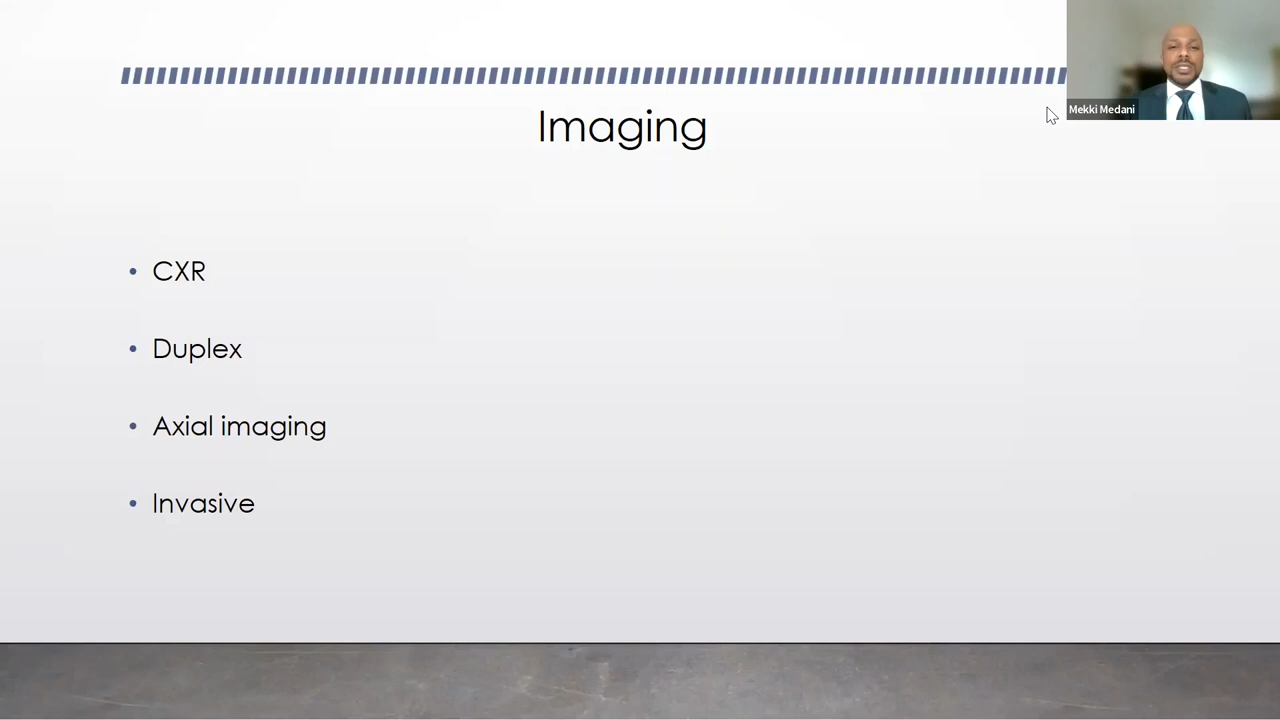 Imaging
Mekki Medani
• CXR
• Duplex
• Axial imaging
• Invasive